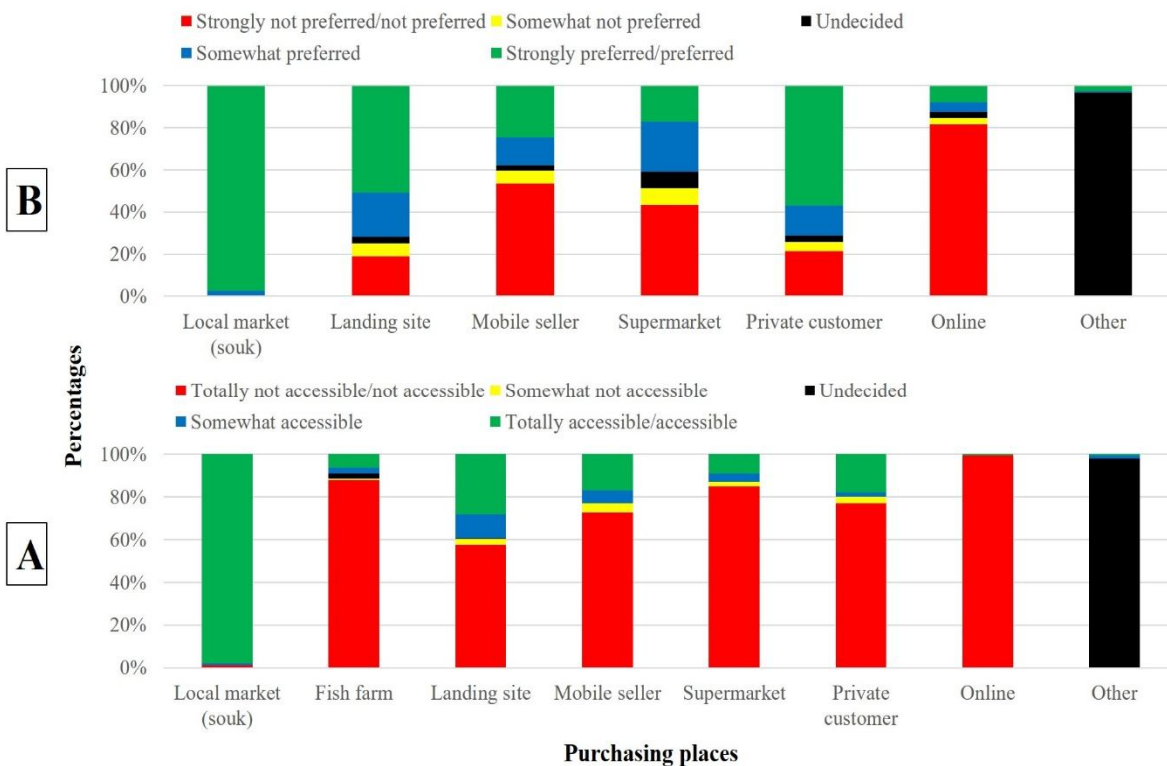 Strongly not preferred/not preferred Somewhat not preferred Undecided
Somewhat preferred Strongly preferred/preferred
100%
80%
60%
40%
20%
0%
Local market Landing site Mobile seller Supermarket Private customer Online Other
(souk)
B
Percentages
Totally not accessible/not accessible Somewhat not accessible Undecided
Somewhat accessible Totally accessible/accessible
100%
80%
60%
40%
20%
0%
Local market Fish farm Landing site Mobile seller Supermarket Private Online Other
(souk) customer
A
Purchasing places